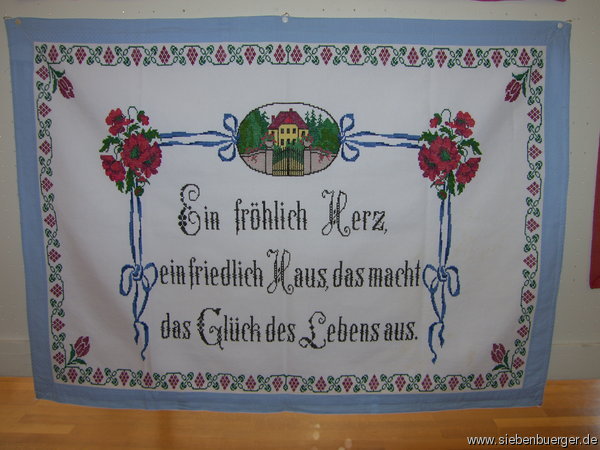 Ein fröhlich Herz,
ein friedlich Haus, das macht
das Glück des Lebens aus.
www.siebenbuerger.de